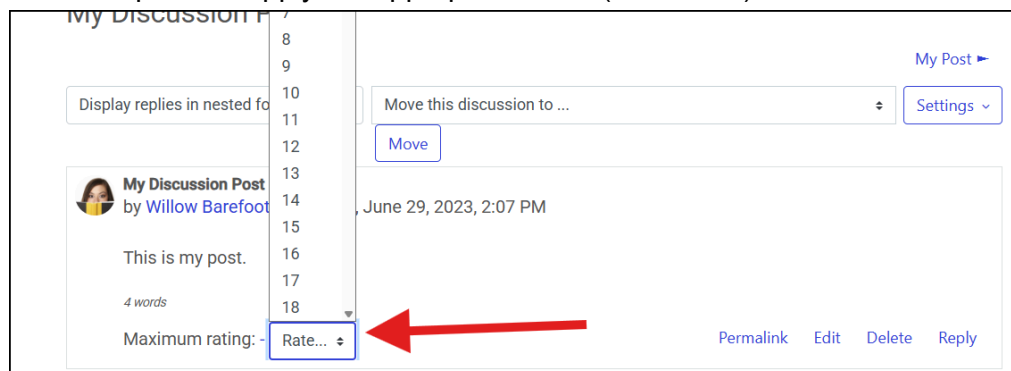 My Discussion P
7
8
9
10
11
12
13
14
15
16
17
18
My Post ►
Display replies in nested fo
Move this discussion to ...
Settings
Move
My Discussion Post
by Willow Barefoot , June 29, 2023, 2:07 PM
This is my post.
4 words
Maximum rating: - Rate...
Permalink Edit Delete Reply